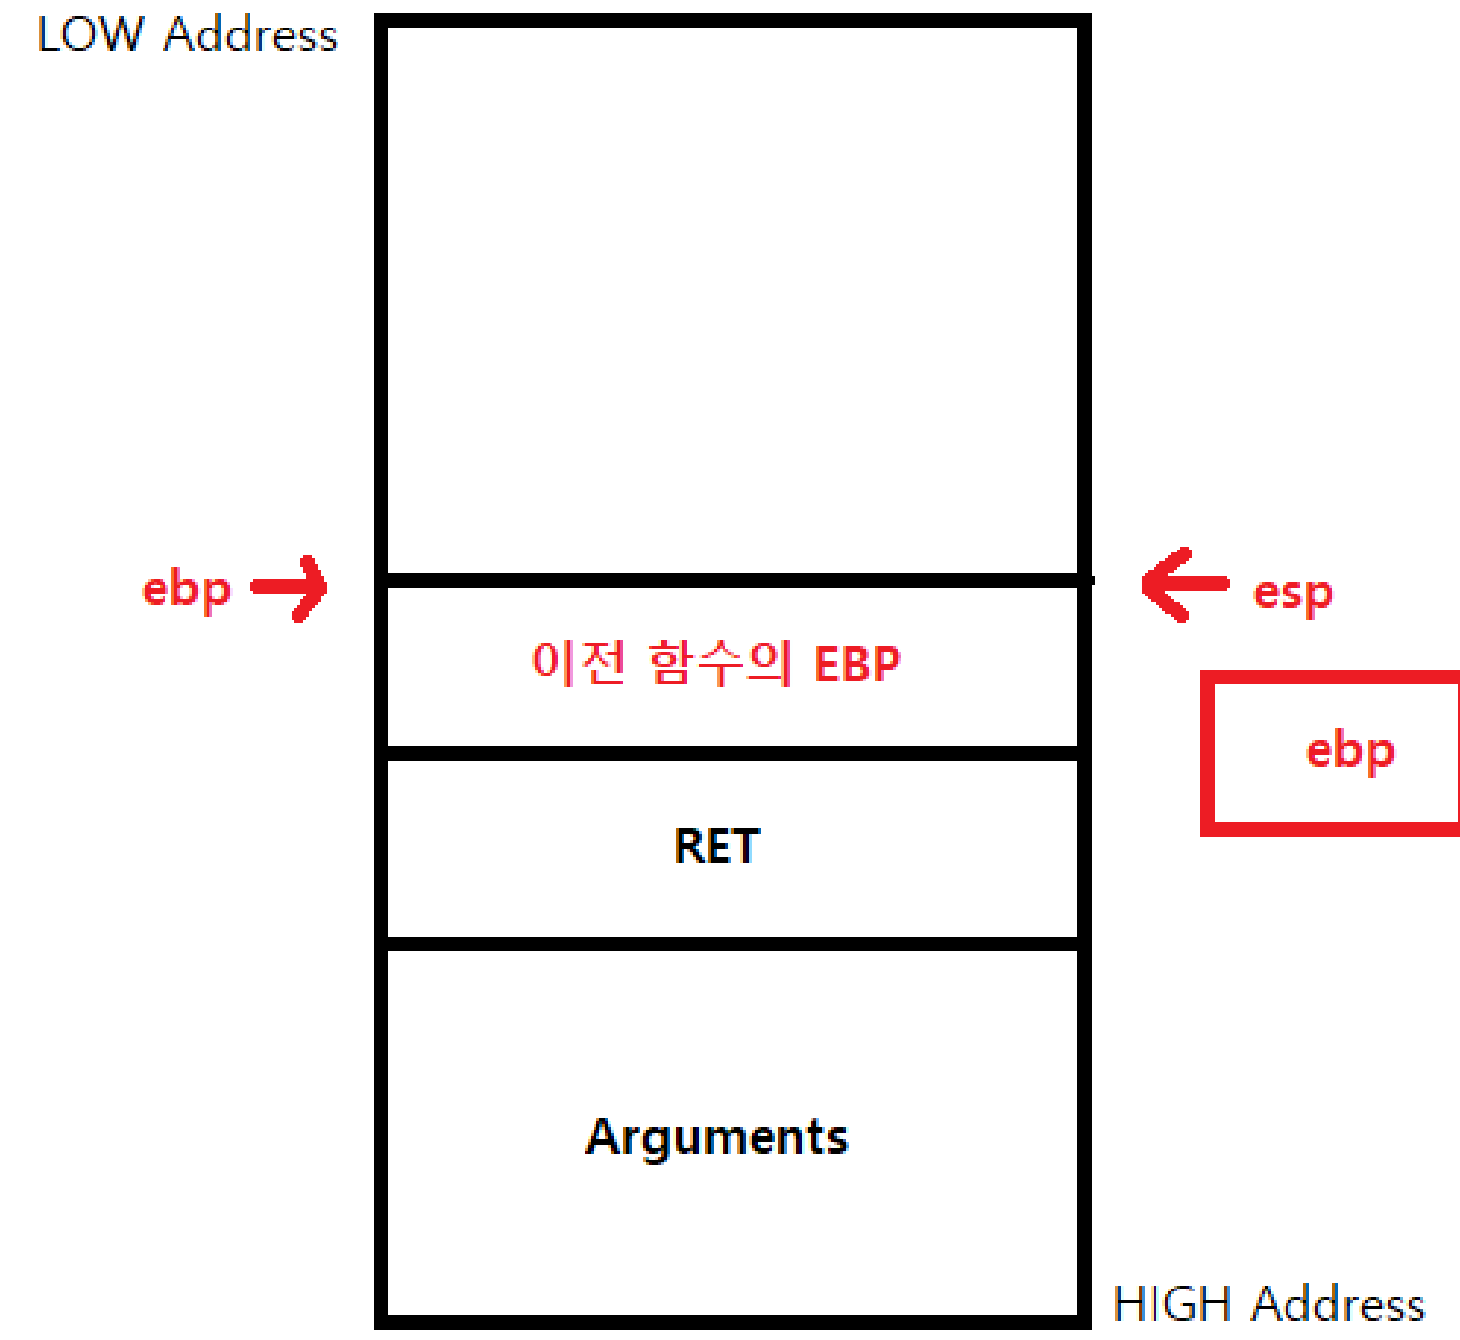 LOW Address
ebp
esp
이전 함수의 EBP
ebp
RET
Arguments
HIGH Address